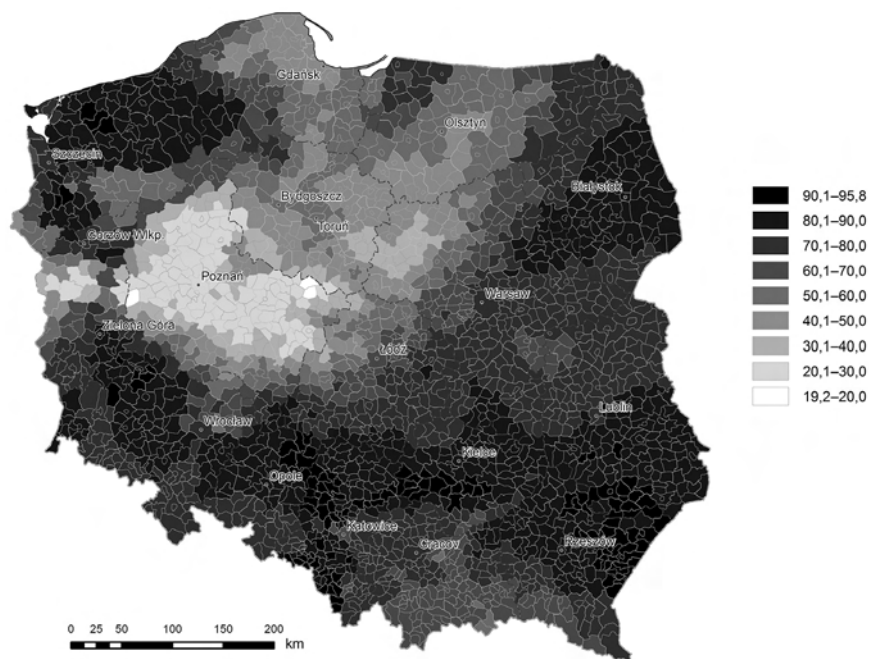 Gdańsk
Olsztyn
Szczecin
Białystok
Bydgoszcz
Toruń
Gorzów Wlkp
Poznań
Warsaw
Zielona Góra
Łódź
Wrocław
Lublin
Kielce
Opole
Katowice
Cracov
Rzeszów
90,1–95,8
80,1–90,0
70,1–80,0
60,1–70,0
50,1–60,0
40,1–50,0
30,1–40,0
20,1–30,0
19,2–20,0
0 25 50 100 150 200 km